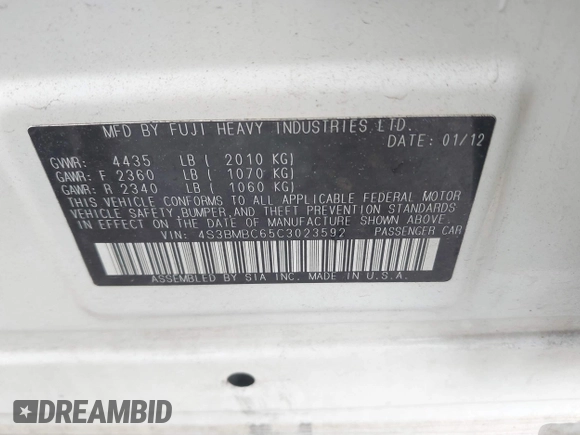 MFD BY FUJI HEAVY INDUSTRIES LTD.
DATE: 01/12
GVWR: 4435 LB ( 2010 KG)
GAWR: F 2360 LB ( 1070 KG)
GAWR: R 2340 LB ( 1060 KG)
THIS VEHICLE CONFORMS TO ALL APPLICABLE FEDERAL MOTOR
VEHICLE SAFETY, BUMPER, AND THEFT PREVENTION STANDARDS
IN EFFECT ON THE DATE OF MANUFACTURE SHOWN ABOVE.
VIN: 4S3BMBC65C3023592 PASSENGER CAR
ASSEMBLED BY SIA INC. MADE IN U.S.A.
DREAMBID